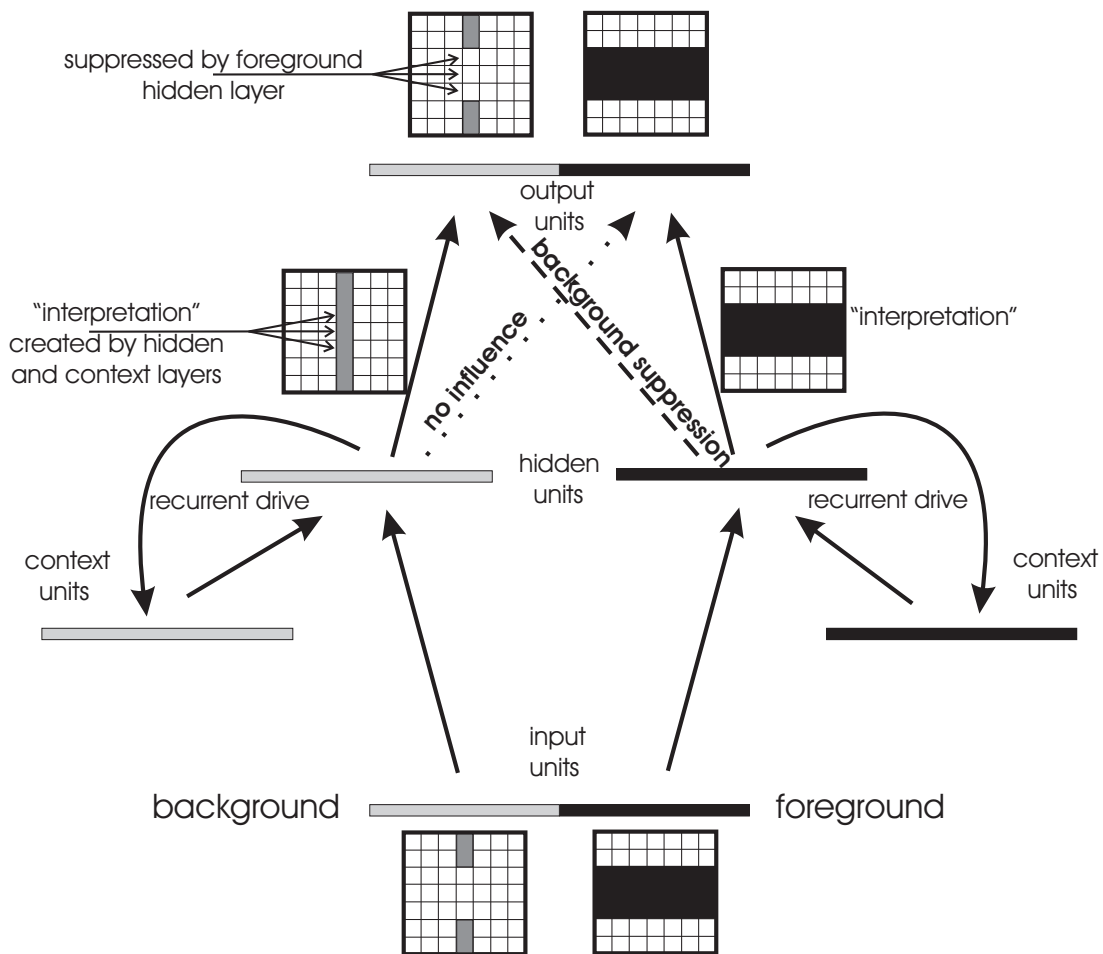 suppressed by foreground
hidden layer
output
units
background suppression
no influence
“interpretation”
created by hidden
and context layers
“interpretation”
hidden
units
recurrent drive
recurrent drive
context
units
context
units
input
units
background
foreground